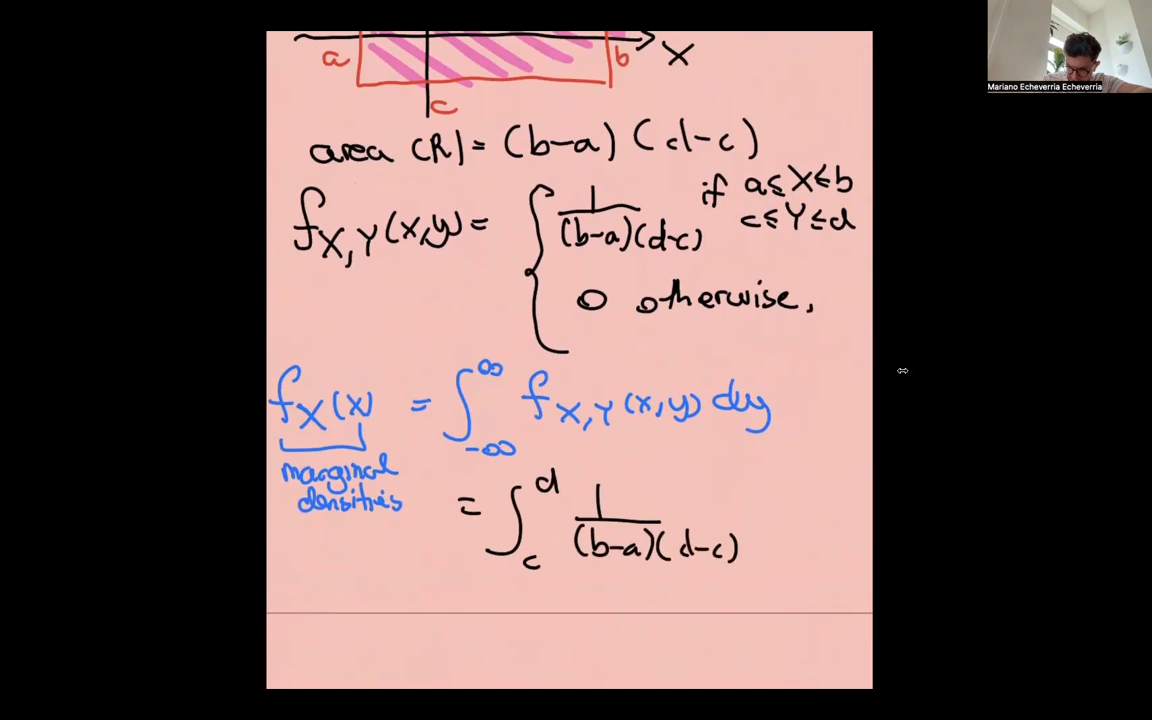 a b X
c
area (R) = (b-a) (d-c)
f_{X,Y}(x,y) = { 1/((b-a)(d-c)) if a≤X≤b
c≤Y≤d
0 otherwise,
f_X(x) = ∫_{-∞}^{∞} f_{X,Y}(x,y) dy
marginal
densities
= ∫_c^d 1/((b-a)(d-c))
Mariano Echeverria Echeverria